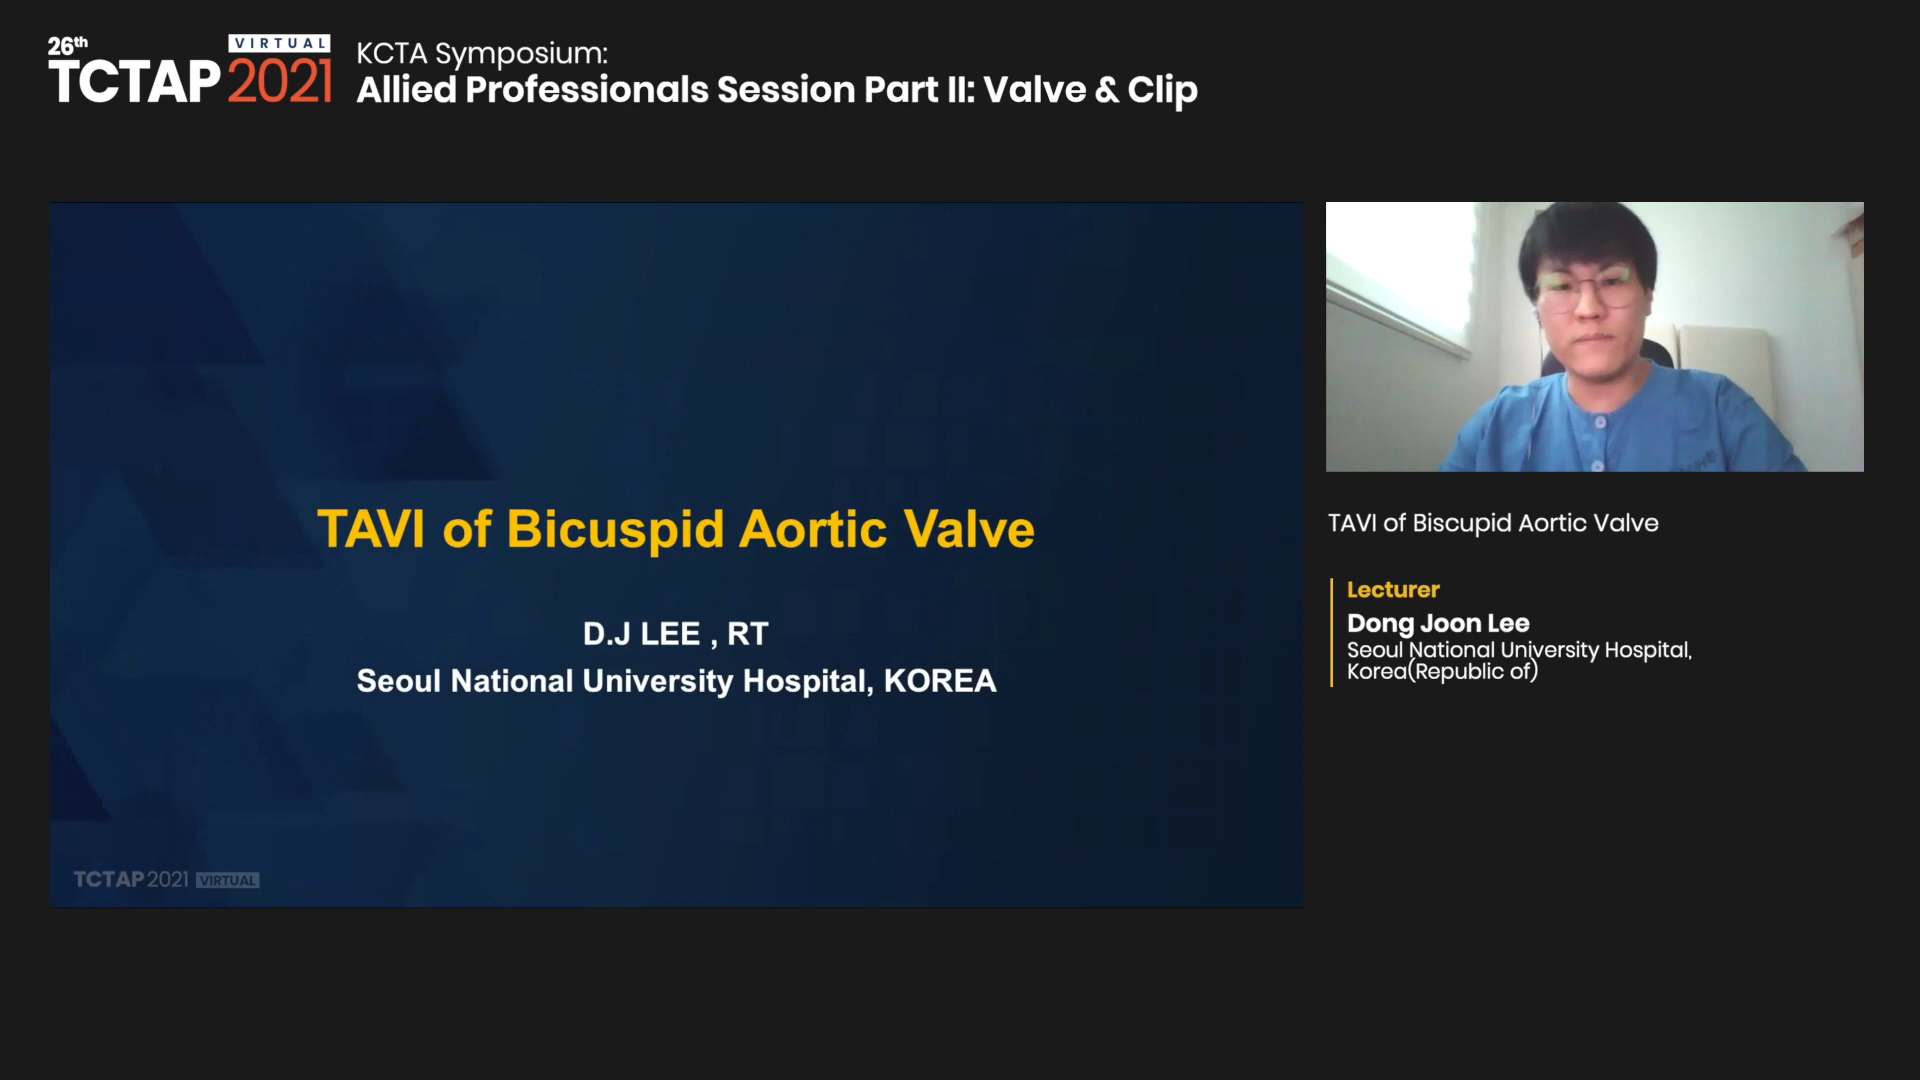 26th
VIRTUAL
TCTAP 2021
KCTA Symposium:
Allied Professionals Session Part II: Valve & Clip
TAVI of Bicuspid Aortic Valve
D.J LEE , RT
Seoul National University Hospital, KOREA
TCTAP 2021 VIRTUAL
TAVI of Biscupid Aortic Valve
Lecturer
Dong Joon Lee
Seoul National University Hospital,
Korea(Republic of)